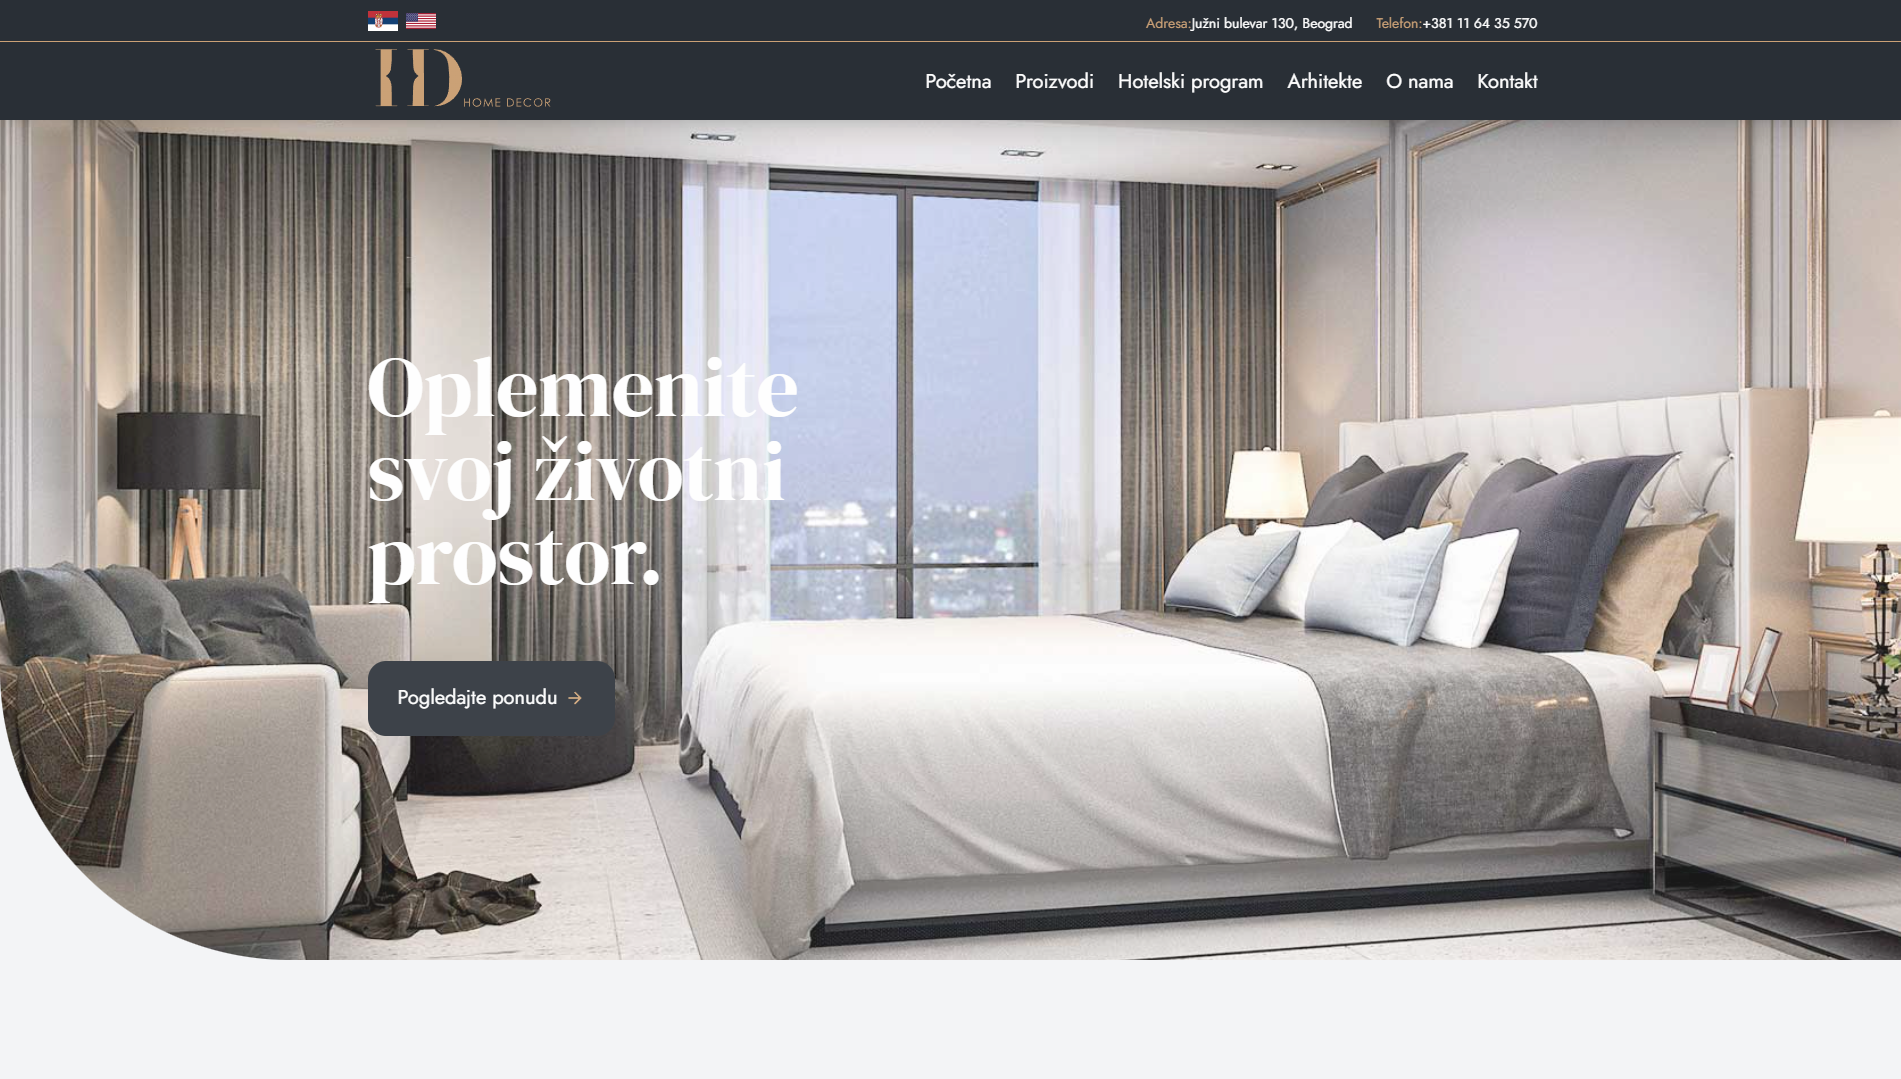 Adresa:Južni bulevar 130, Beograd Telefon:+381 11 64 35 570
HD HOME DECOR
Početna Proizvodi Hotelski program Arhitekte O nama Kontakt
Oplemenite
svoj životni
prostor.
Pogledajte ponudu →